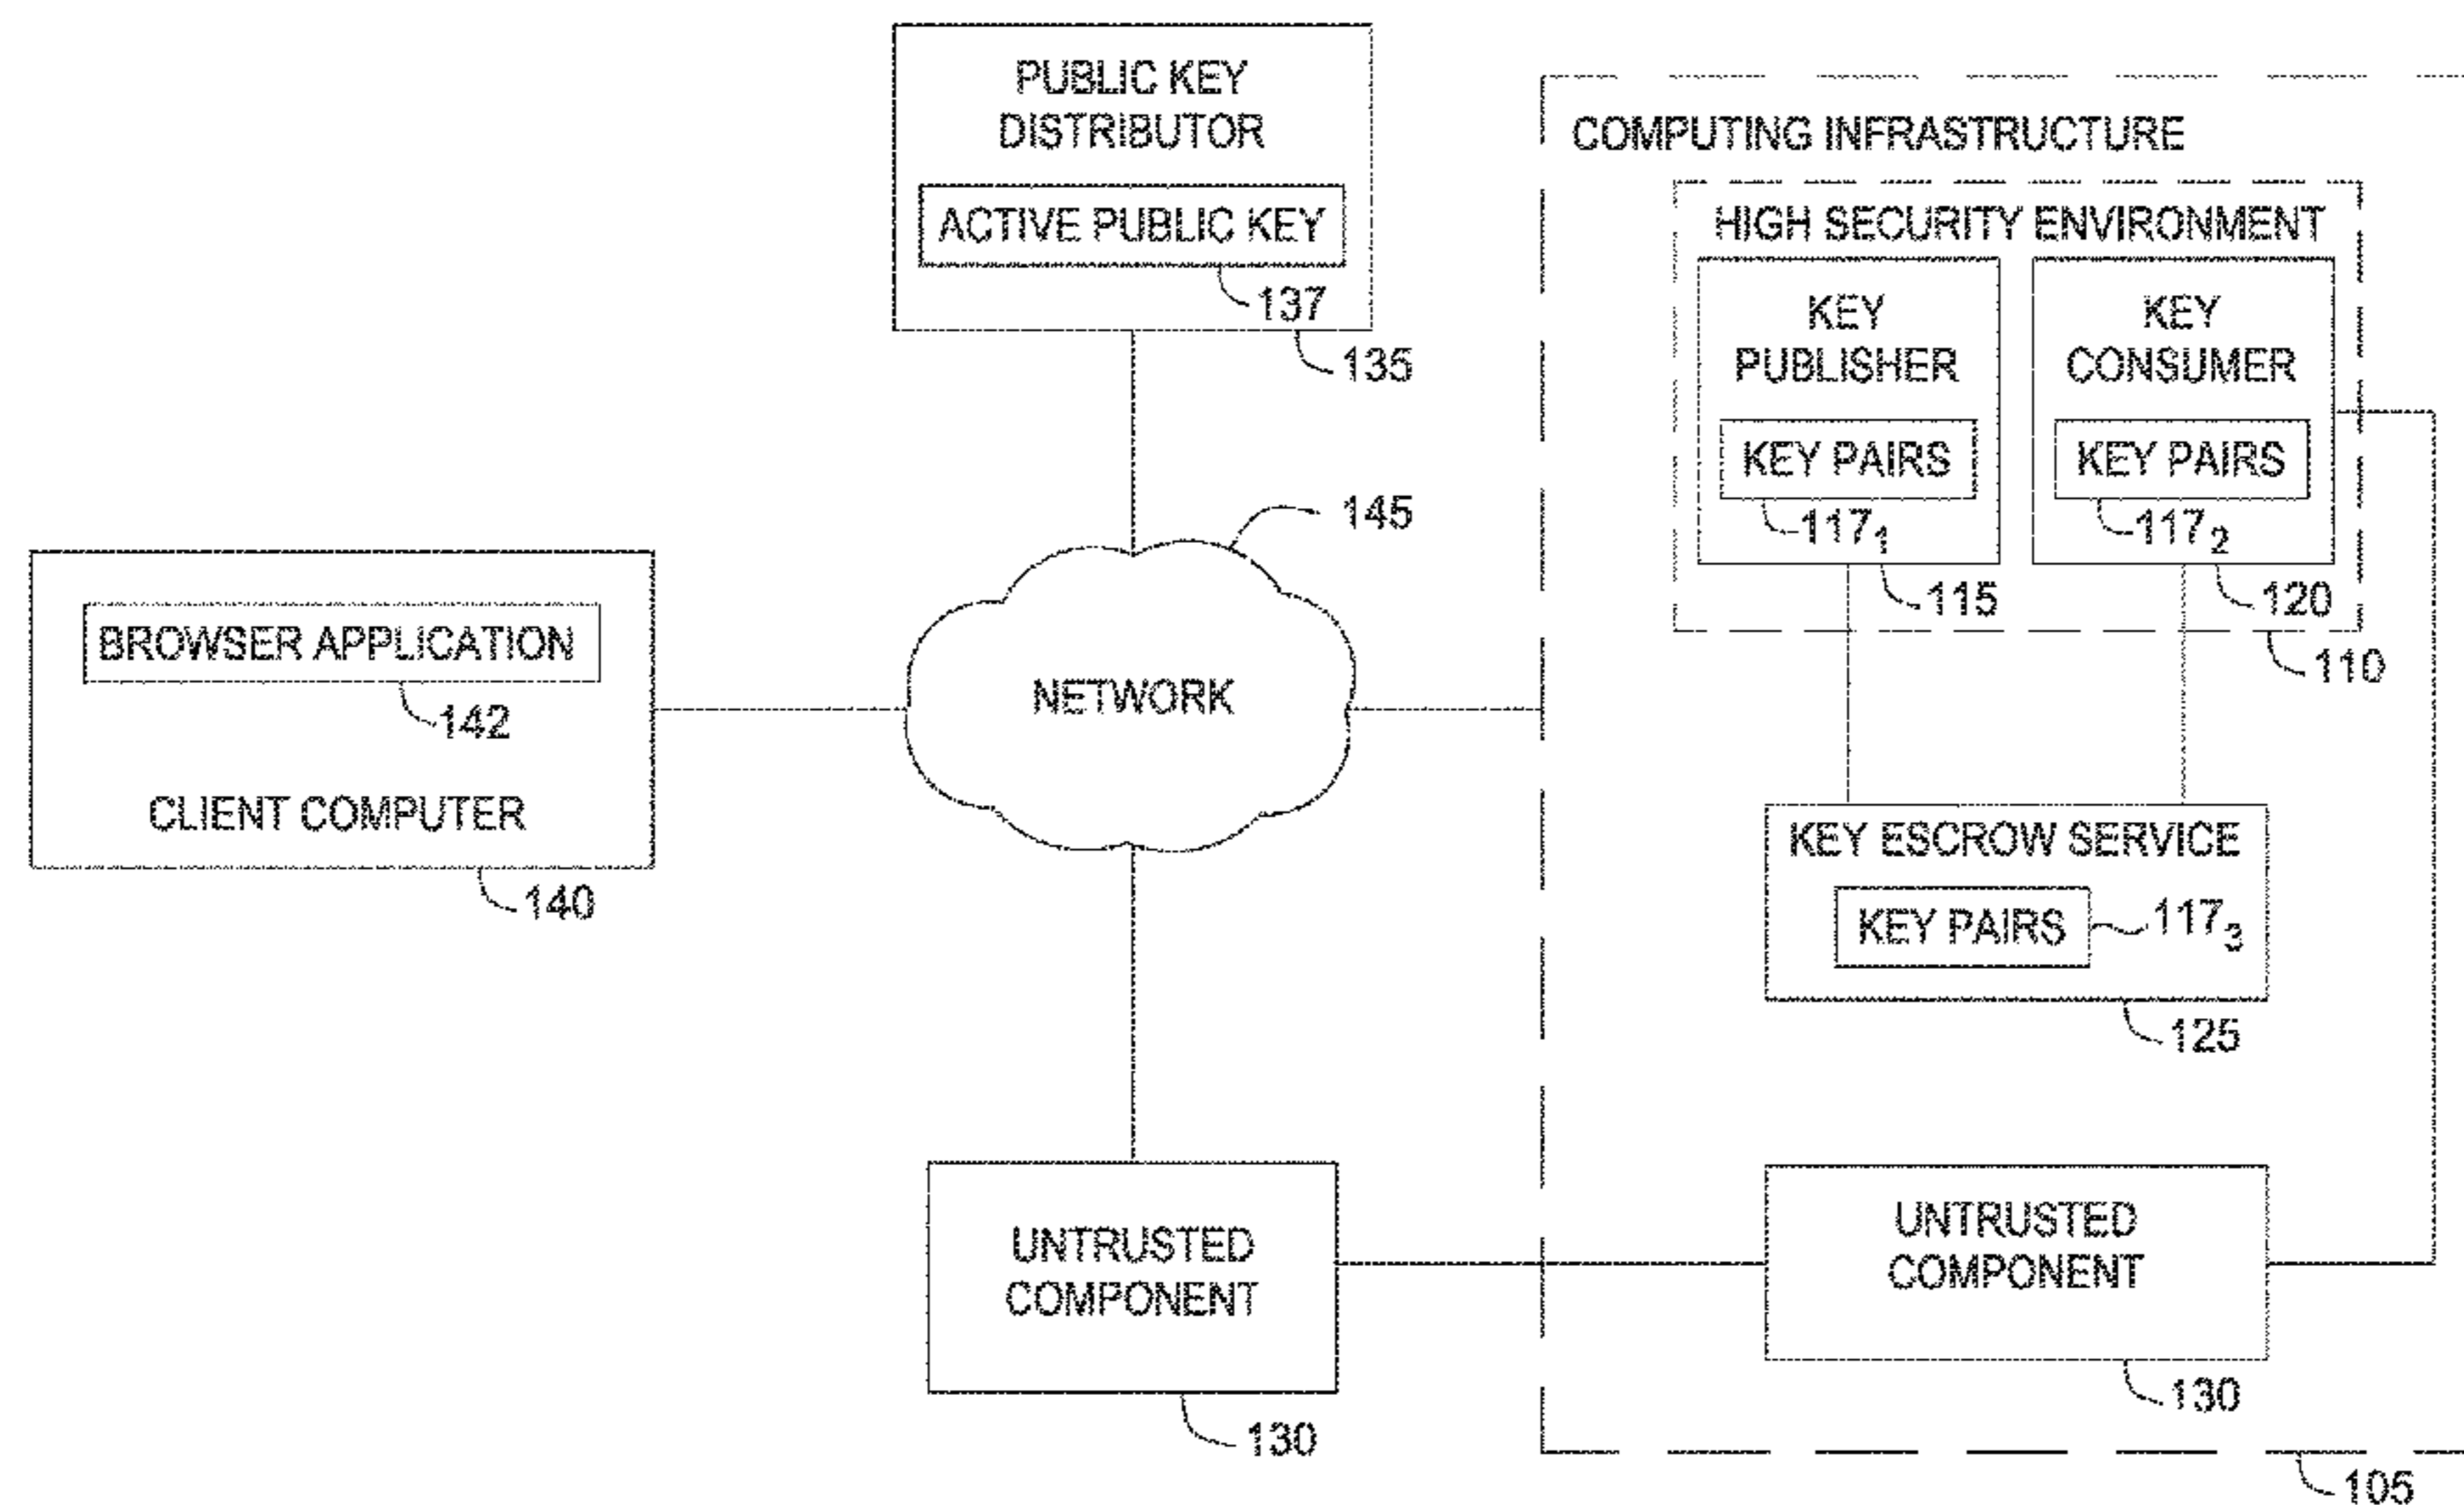 PUBLIC KEY
DISTRIBUTOR
ACTIVE PUBLIC KEY
137
135
COMPUTING INFRASTRUCTURE
HIGH SECURITY ENVIRONMENT
KEY
PUBLISHER
KEY PAIRS
117₁
115
KEY
CONSUMER
KEY PAIRS
117₂
120
110
145
NETWORK
BROWSER APPLICATION
142
CLIENT COMPUTER
140
KEY ESCROW SERVICE
KEY PAIRS
117₃
125
UNTRUSTED
COMPONENT
130
UNTRUSTED
COMPONENT
130
105